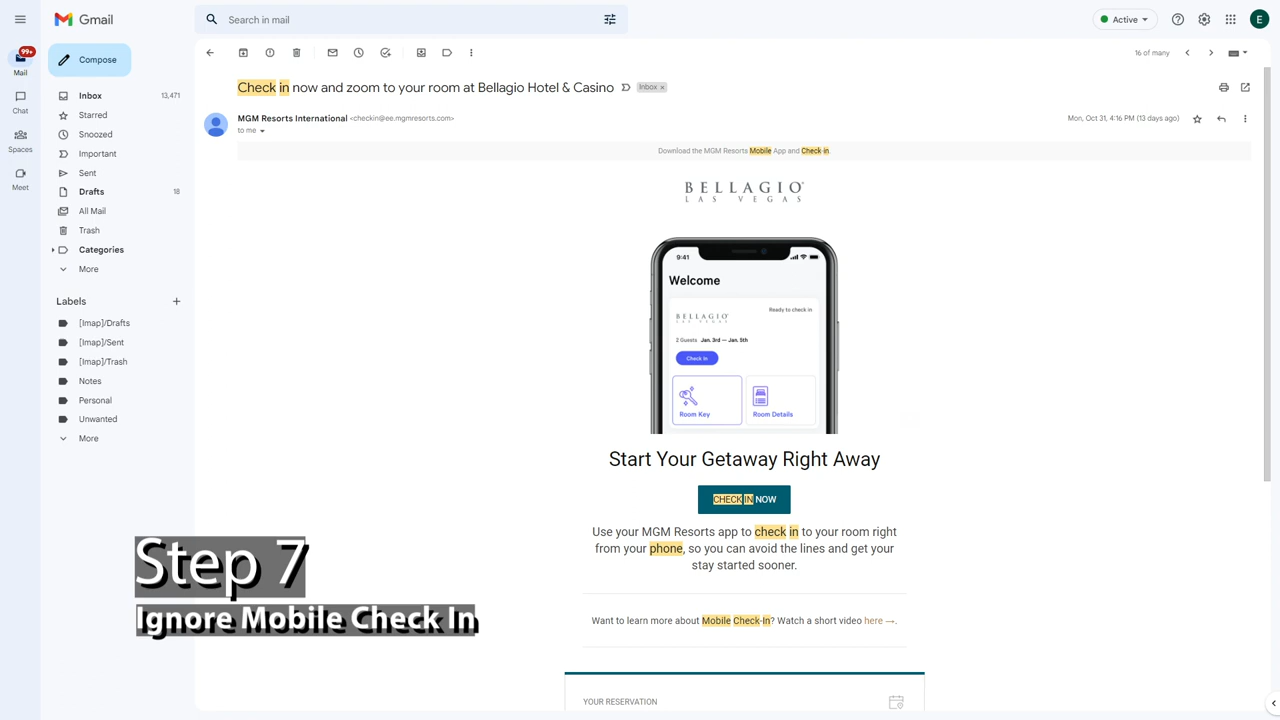 Gmail
Search in mail
Active
E
99+
Mail
Chat
Spaces
Meet
Compose
Inbox 13,471
Starred
Snoozed
Important
Sent
Drafts 18
All Mail
Trash
Categories
More
Labels
[Imap]/Drafts
[Imap]/Sent
[Imap]/Trash
Notes
Personal
Unwanted
More
16 of many
Check in now and zoom to your room at Bellagio Hotel & Casino
Inbox x
MGM Resorts International <checkin@ee.mgmresorts.com>
to me
Mon, Oct 31, 4:16 PM (13 days ago)
Download the MGM Resorts Mobile App and Check-in.
BELLAGIO®
LAS VEGAS
9:41
Welcome
Ready to check in
BELLAGIO
LAS VEGAS
2 Guests Jan. 3rd — Jan. 5th
Check in
Room Key
Room Details
Start Your Getaway Right Away
CHECK IN NOW
Use your MGM Resorts app to check in to your room right
from your phone, so you can avoid the lines and get your
stay started sooner.
Want to learn more about Mobile Check-In? Watch a short video here →.
YOUR RESERVATION
Step 7
Ignore Mobile Check In